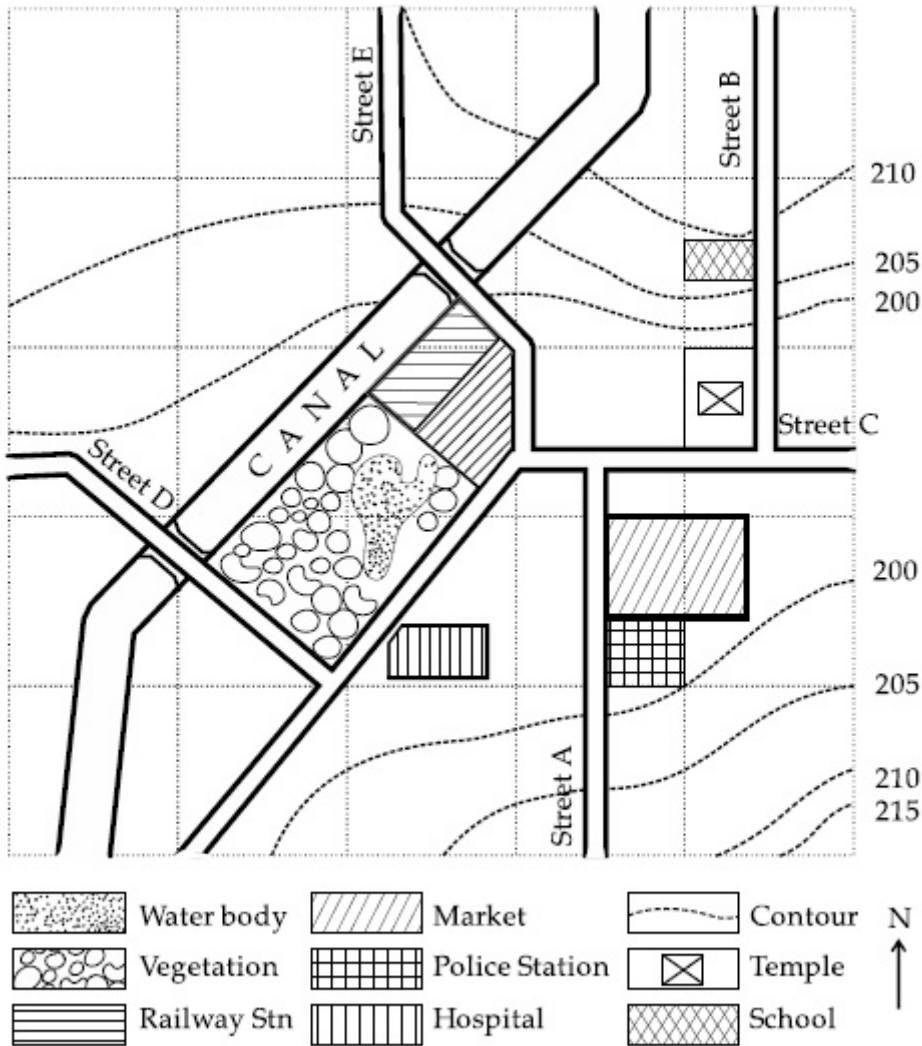 Street E
Street B
210
205
200
CANAL
Street C
Street D
200
205
Street A
210
215
Water body
Market
Contour
N
Vegetation
Police Station
Temple
Railway Stn
Hospital
School